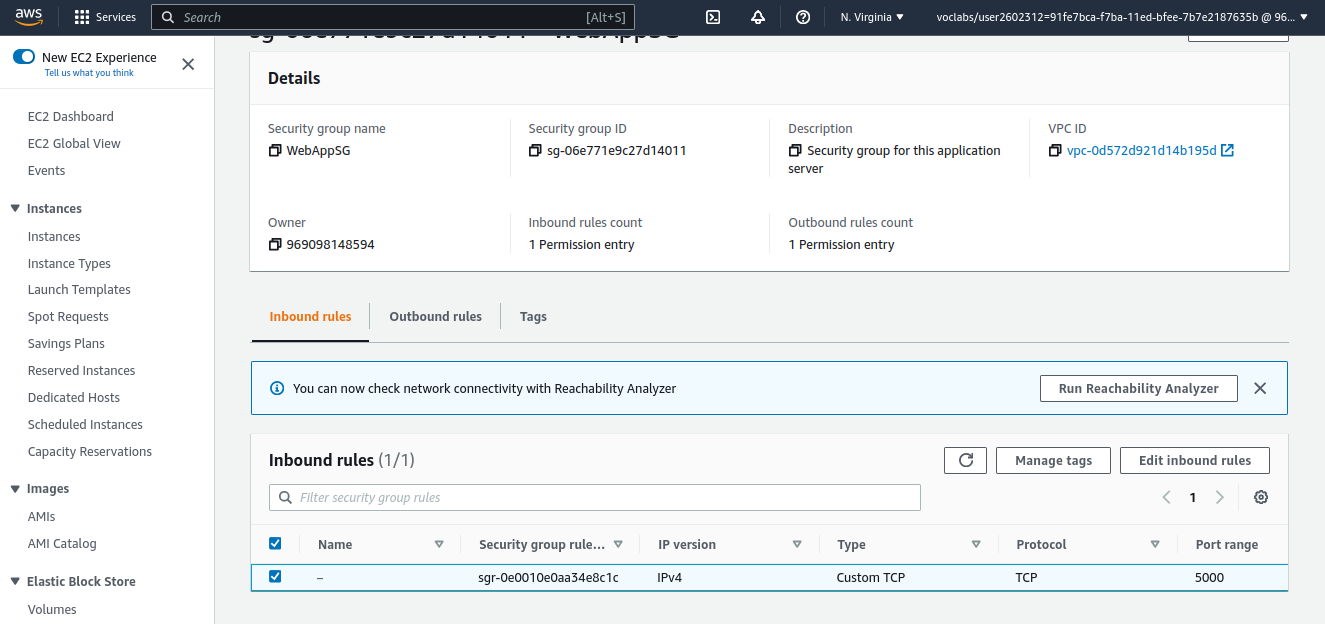 aws
Services
Search
[Alt+S]
N. Virginia
voclabs/user2602312=91fe7bca-f7ba-11ed-bfee-7b7e2187635b @ 96...
New EC2 Experience
Tell us what you think
EC2 Dashboard
EC2 Global View
Events
Instances
Instances
Instance Types
Launch Templates
Spot Requests
Savings Plans
Reserved Instances
Dedicated Hosts
Scheduled Instances
Capacity Reservations
Images
AMIs
AMI Catalog
Elastic Block Store
Volumes
Details
Security group name
WebAppSG
Security group ID
sg-06e771e9c27d14011
Description
Security group for this application
server
VPC ID
vpc-0d572d921d14b195d
Owner
969098148594
Inbound rules count
1 Permission entry
Outbound rules count
1 Permission entry
Inbound rules
Outbound rules
Tags
You can now check network connectivity with Reachability Analyzer
Run Reachability Analyzer
Inbound rules (1/1)
Manage tags
Edit inbound rules
Filter security group rules
1
Name
Security group rule...
IP version
Type
Protocol
Port range
–
sgr-0e0010e0aa34e8c1c
IPv4
Custom TCP
TCP
5000